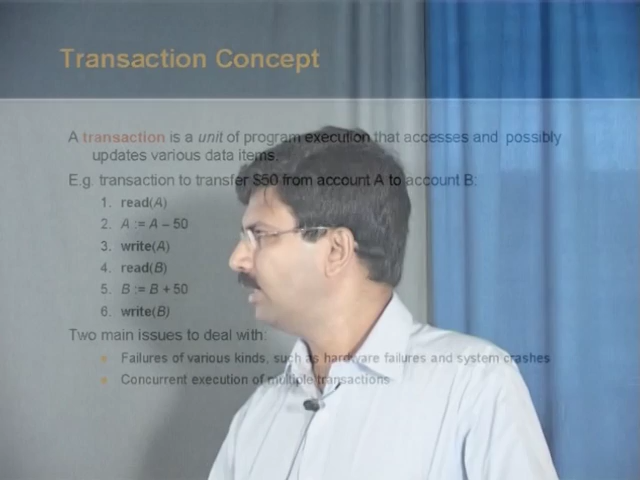 Transaction Concept
A transaction is a unit of program execution that accesses and possibly
updates various data items.
E.g. transaction to transfer $50 from account A to account B:
1. read(A)
2. A := A – 50
3. write(A)
4. read(B)
5. B := B + 50
6. write(B)
Two main issues to deal with:
Failures of various kinds, such as hardware failures and system crashes
Concurrent execution of multiple transactions